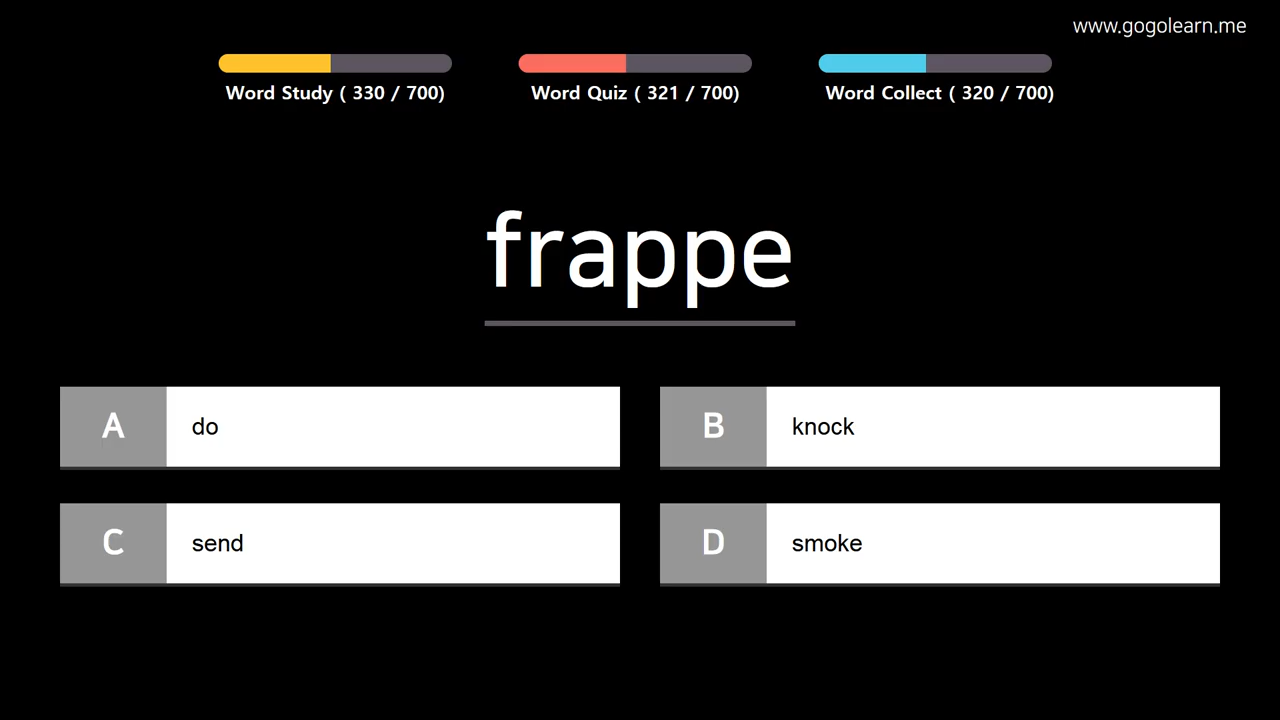 www.gogolearn.me
Word Study ( 330 / 700)
Word Quiz ( 321 / 700)
Word Collect ( 320 / 700)
frappe
A do
B knock
C send
D smoke